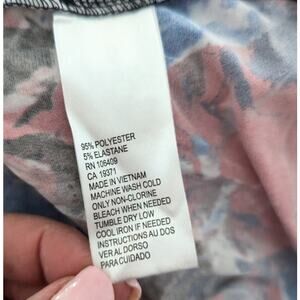 95% POLYESTER
5% ELASTANE
RN 106409
CA 19371
MADE IN VIETNAM
MACHINE WASH COLD
ONLY NON-CLORINE
BLEACH WHEN NEEDED
TUMBLE DRY LOW
COOL IRON IF NEEDED
INSTRUCTIONS AU DOS
VER AL DORSO
PARA CUIDADO